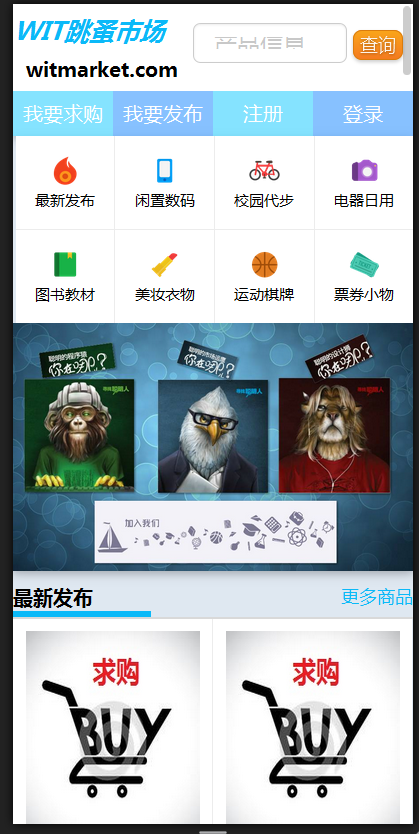 WIT跳蚤市场
witmarket.com
产品信息
查询
我要求购
我要发布
注册
登录
最新发布
闲置数码
校园代步
电器日用
图书教材
美妆衣物
运动棋牌
票券小物
聪明的程序猿
你在哪？
聪明的市场运鹰
你在哪？
聪明的设计狮
你在哪？
加入我们
最新发布
更多商品
求购
BUY
求购
BUY